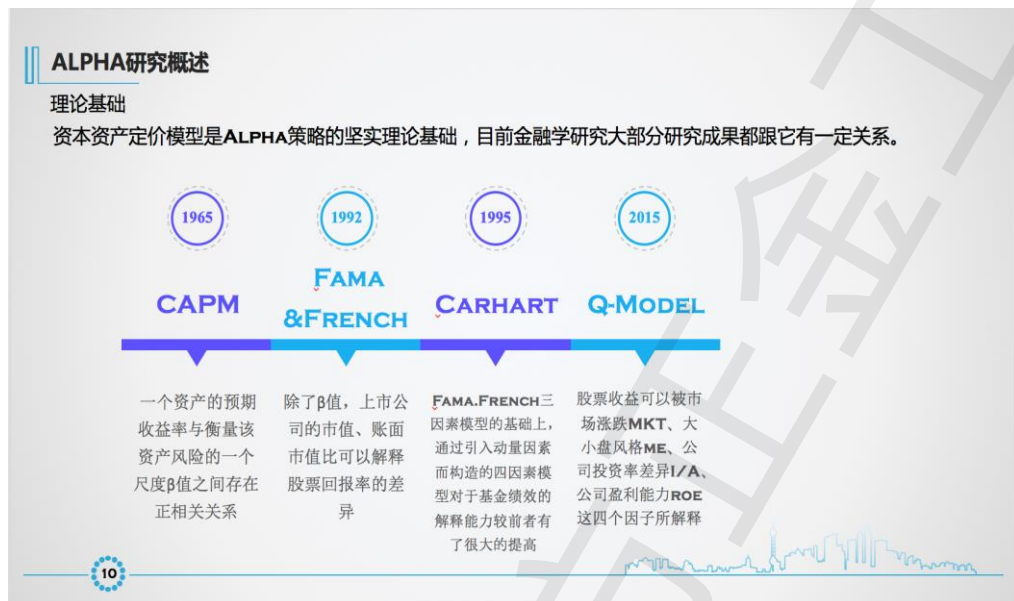 ALPHA研究概述
理论基础
资本资产定价模型是ALPHA策略的坚实理论基础，目前金融学研究大部分研究成果都跟它有一定关系。
1965
1992
1995
2015
CAPM
FAMA
&FRENCH
CARHART
Q-MODEL
一个资产的预期
收益率与衡量该
资产风险的一个
尺度β值之间存在
正相关关系
除了β值，上市公
司的市值、账面
市值比可以解释
股票回报率的差
异
FAMA.FRENCH三
因素模型的基础上，
通过引入动量因素
而构造的四因素模
型对于基金绩效的
解释能力较前者有
了很大的提高
股票收益可以被市
场涨跌MKT、大
小盘风格ME、公
司投资率差异I/A、
公司盈利能力ROE
这四个因子所解释
10